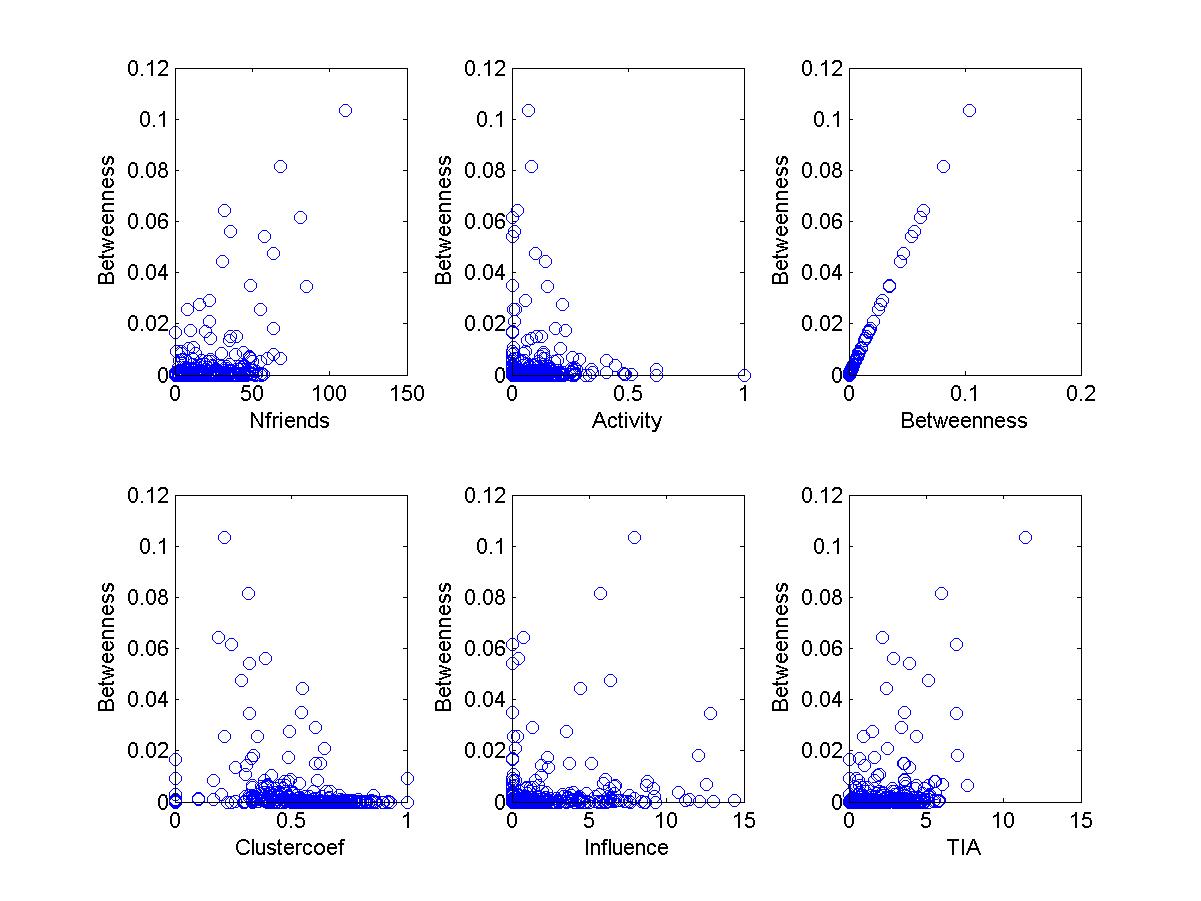 0.12 0.12 0.12
0.1 0.1 0.1
0.08 0.08 0.08
0.06 0.06 0.06
0.04 0.04 0.04
0.02 0.02 0.02
0 0 0
Betweenness Betweenness Betweenness
0 50 100 150 0 0.5 1 0 0.1 0.2
Nfriends Activity Betweenness
0.12 0.12 0.12
0.1 0.1 0.1
0.08 0.08 0.08
0.06 0.06 0.06
0.04 0.04 0.04
0.02 0.02 0.02
0 0 0
Betweenness Betweenness Betweenness
0 0.5 1 0 5 10 15 0 5 10 15
Clustercoef Influence TIA